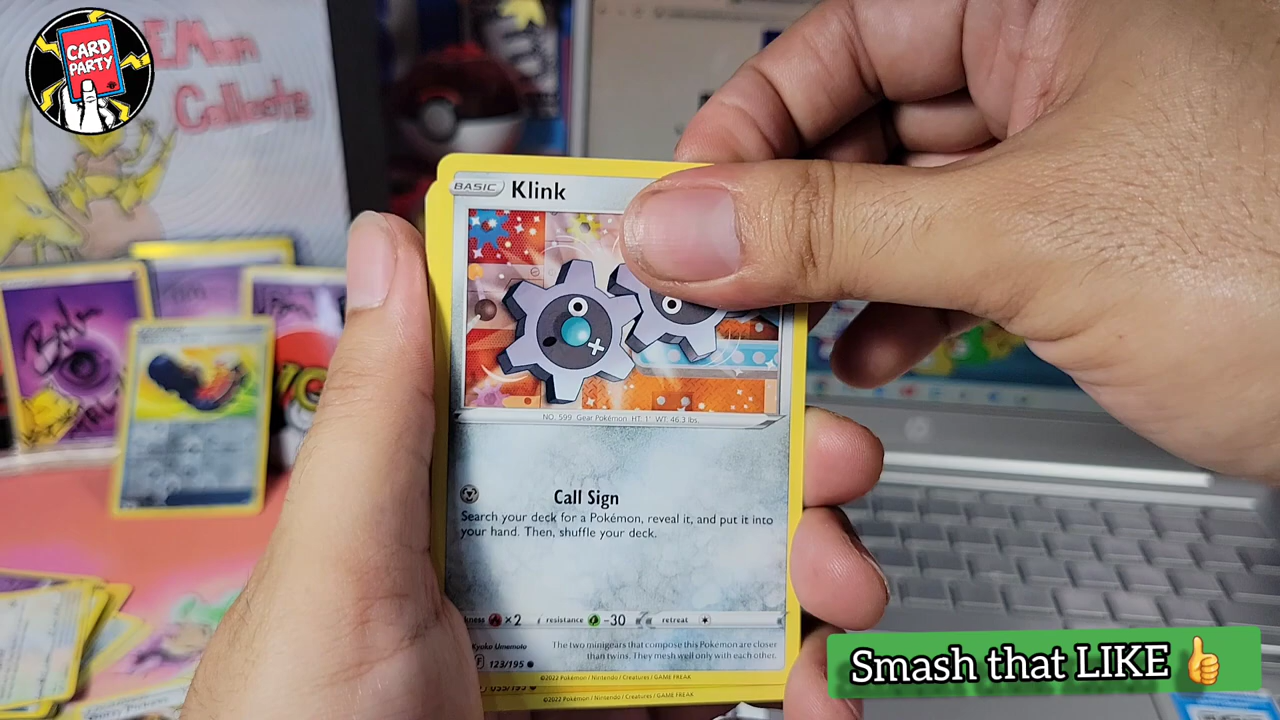 CARD
PARTY
Collects
BASIC Klink
NO. 599 Gear Pokémon HT: 1' WT: 46.3 lbs.
Call Sign
Search your deck for a Pokémon, reveal it, and put it into
your hand. Then, shuffle your deck.
×2 resistance -30 retreat
Kyoko Umemoto
The two minigears that compose this Pokémon are closer
than twins. They mesh well only with each other.
F 123/195
©2022 Pokémon / Nintendo / Creatures / GAME FREAK
©2022 Pokémon / Nintendo / Creatures / GAME FREAK
Smash that LIKE 👍